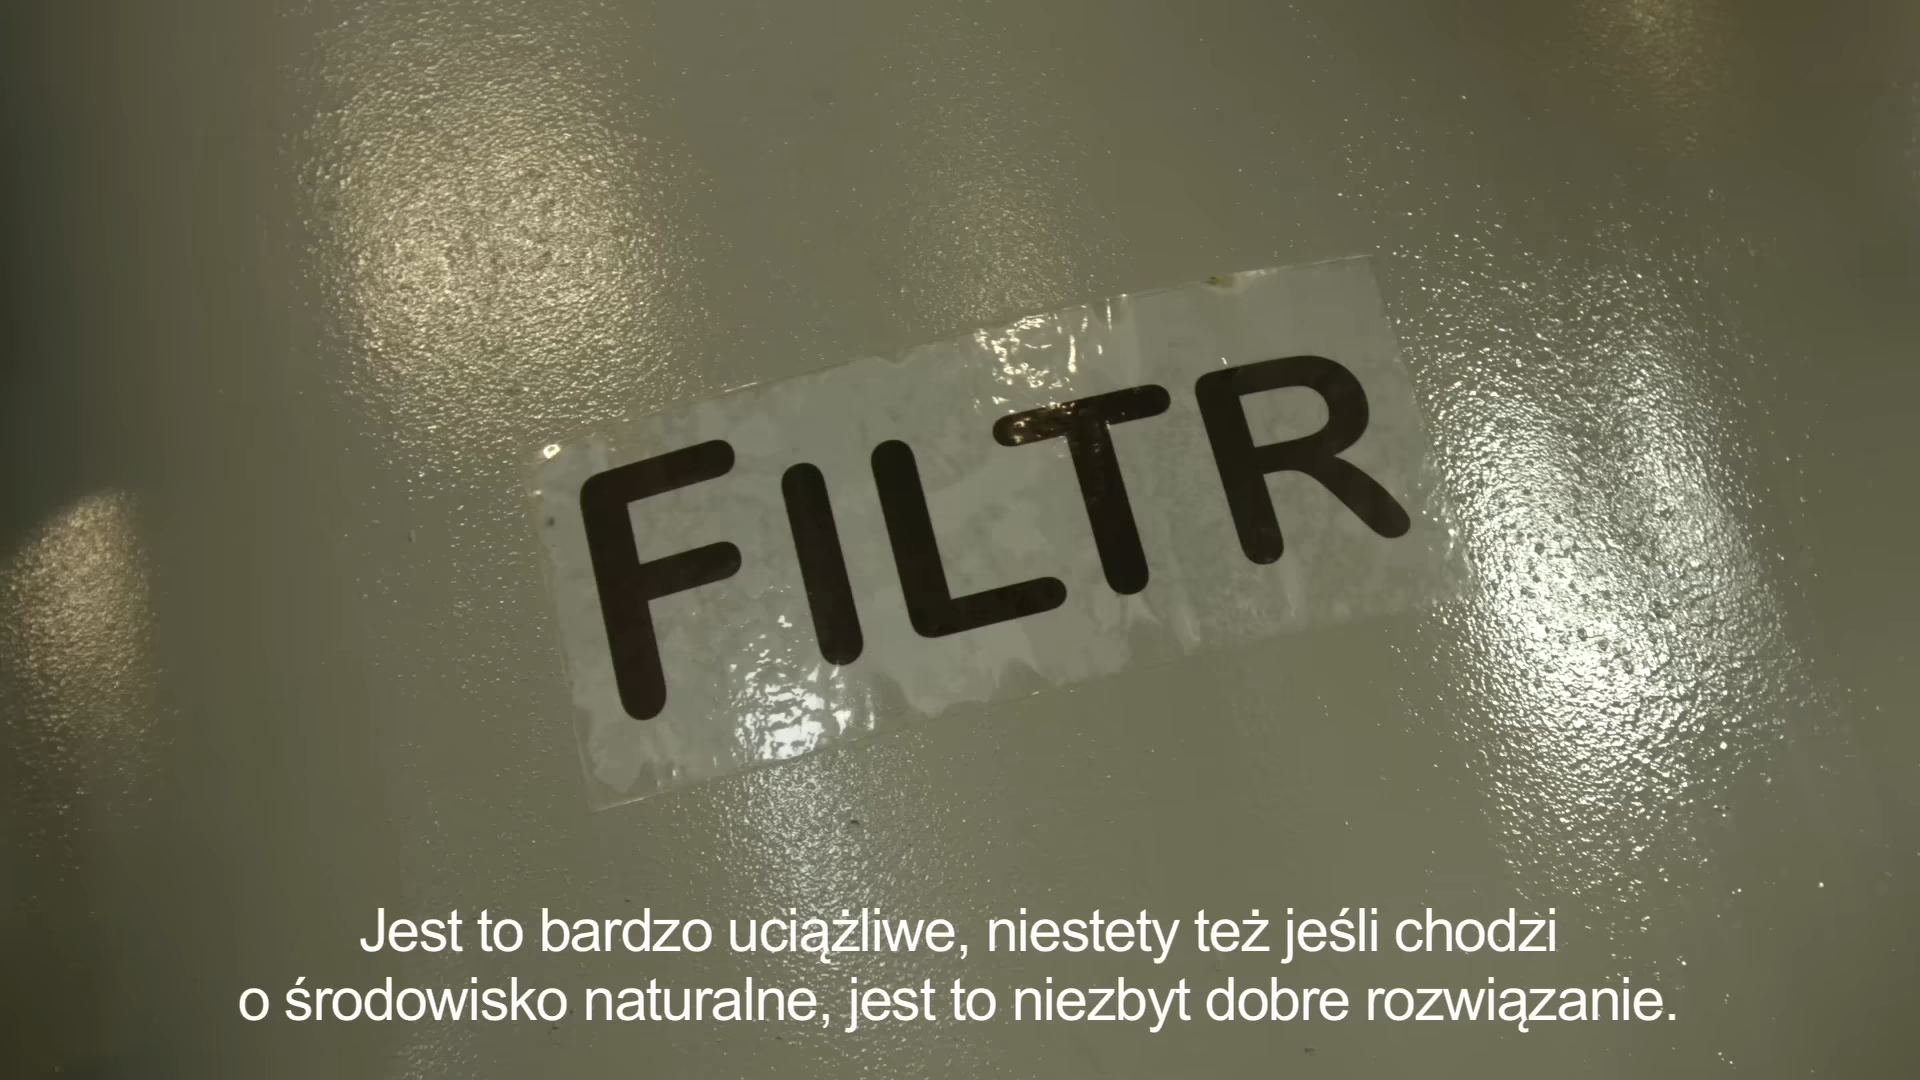 FILTR
Jest to bardzo uciążliwe, niestety też jeśli chodzi
o środowisko naturalne, jest to niezbyt dobre rozwiązanie.